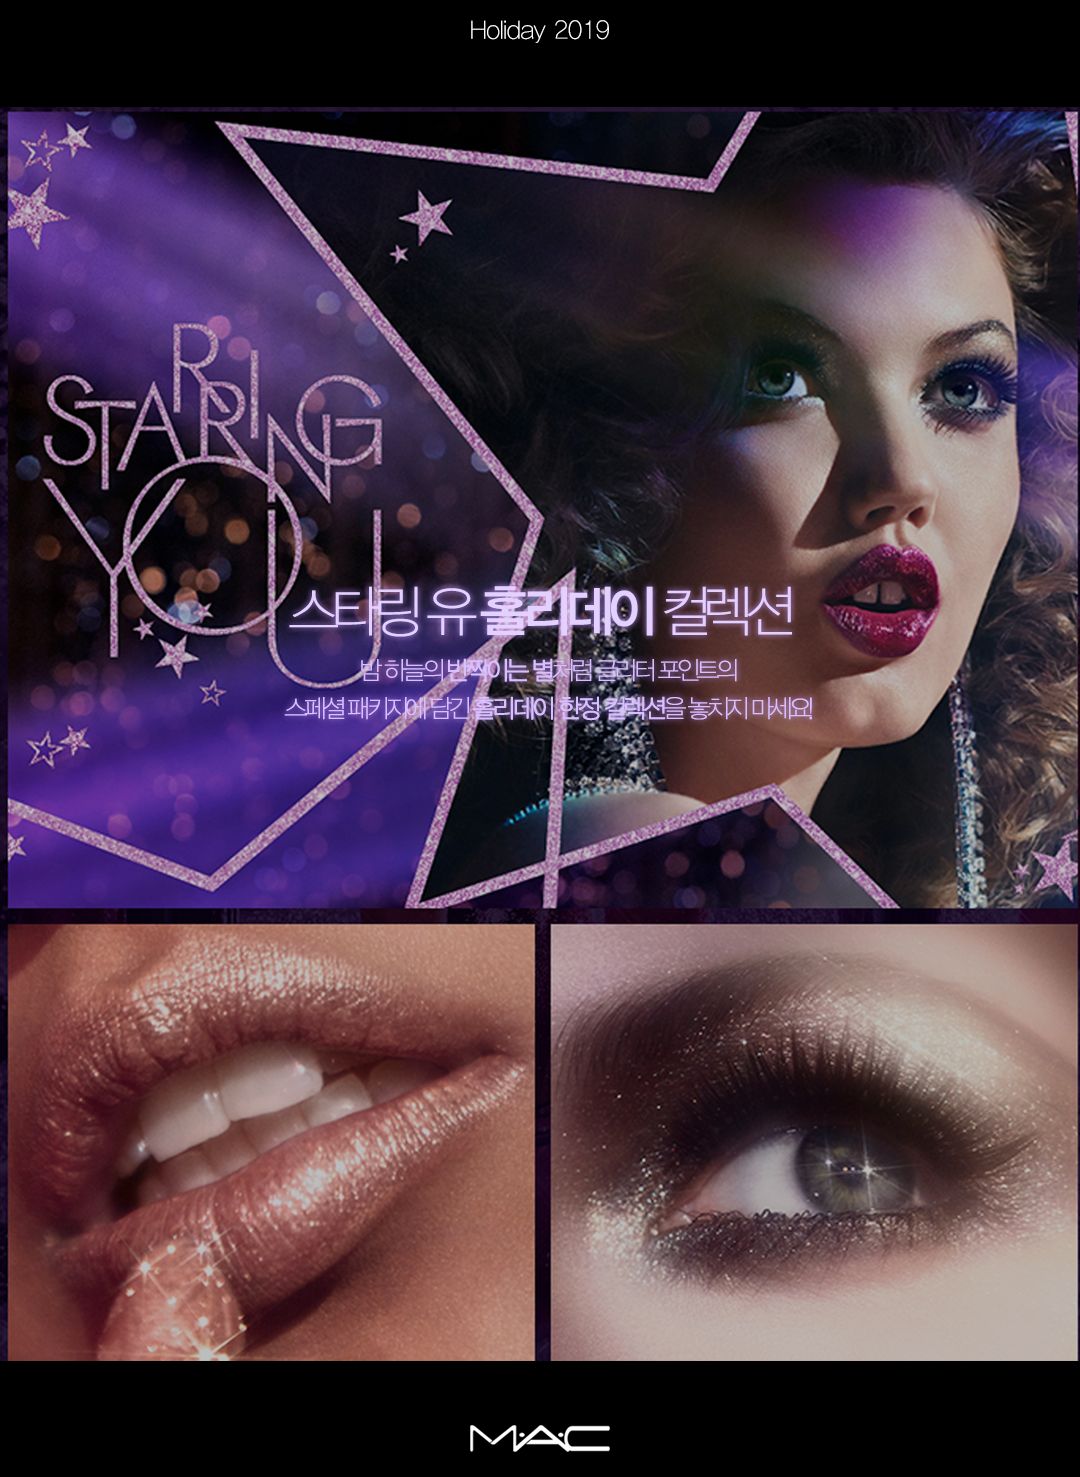 Holiday 2019
STARRING
YOU
스타링 유 홀리데이 컬렉션
밤 하늘의 반짝이는 별처럼 글리터 포인트의
스페셜 패키지에 담긴 홀리데이 한정 컬렉션을 놓치지 마세요!
MAC